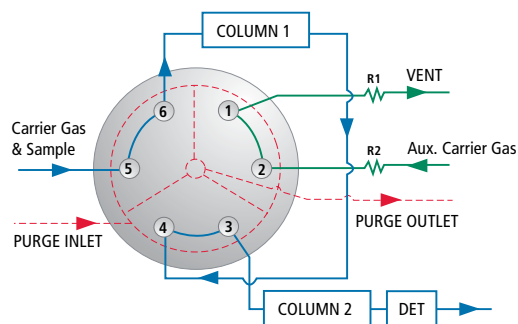 COLUMN 1
R1
VENT
6
1
Carrier Gas
& Sample
R2
Aux. Carrier Gas
5
2
PURGE INLET
4
3
PURGE OUTLET
COLUMN 2
DET